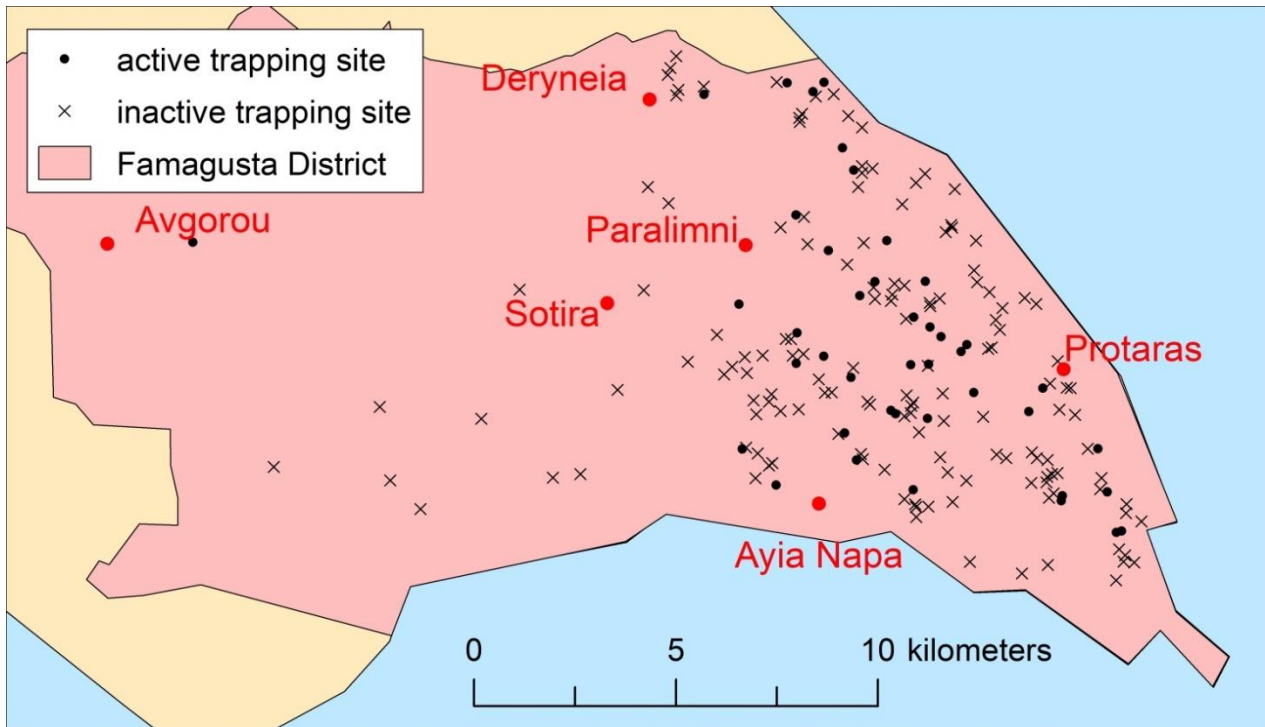 active trapping site
inactive trapping site
Famagusta District
Deryneia
Avgorou
Paralimni
Sotira
Protaras
Ayia Napa
0 5 10 kilometers